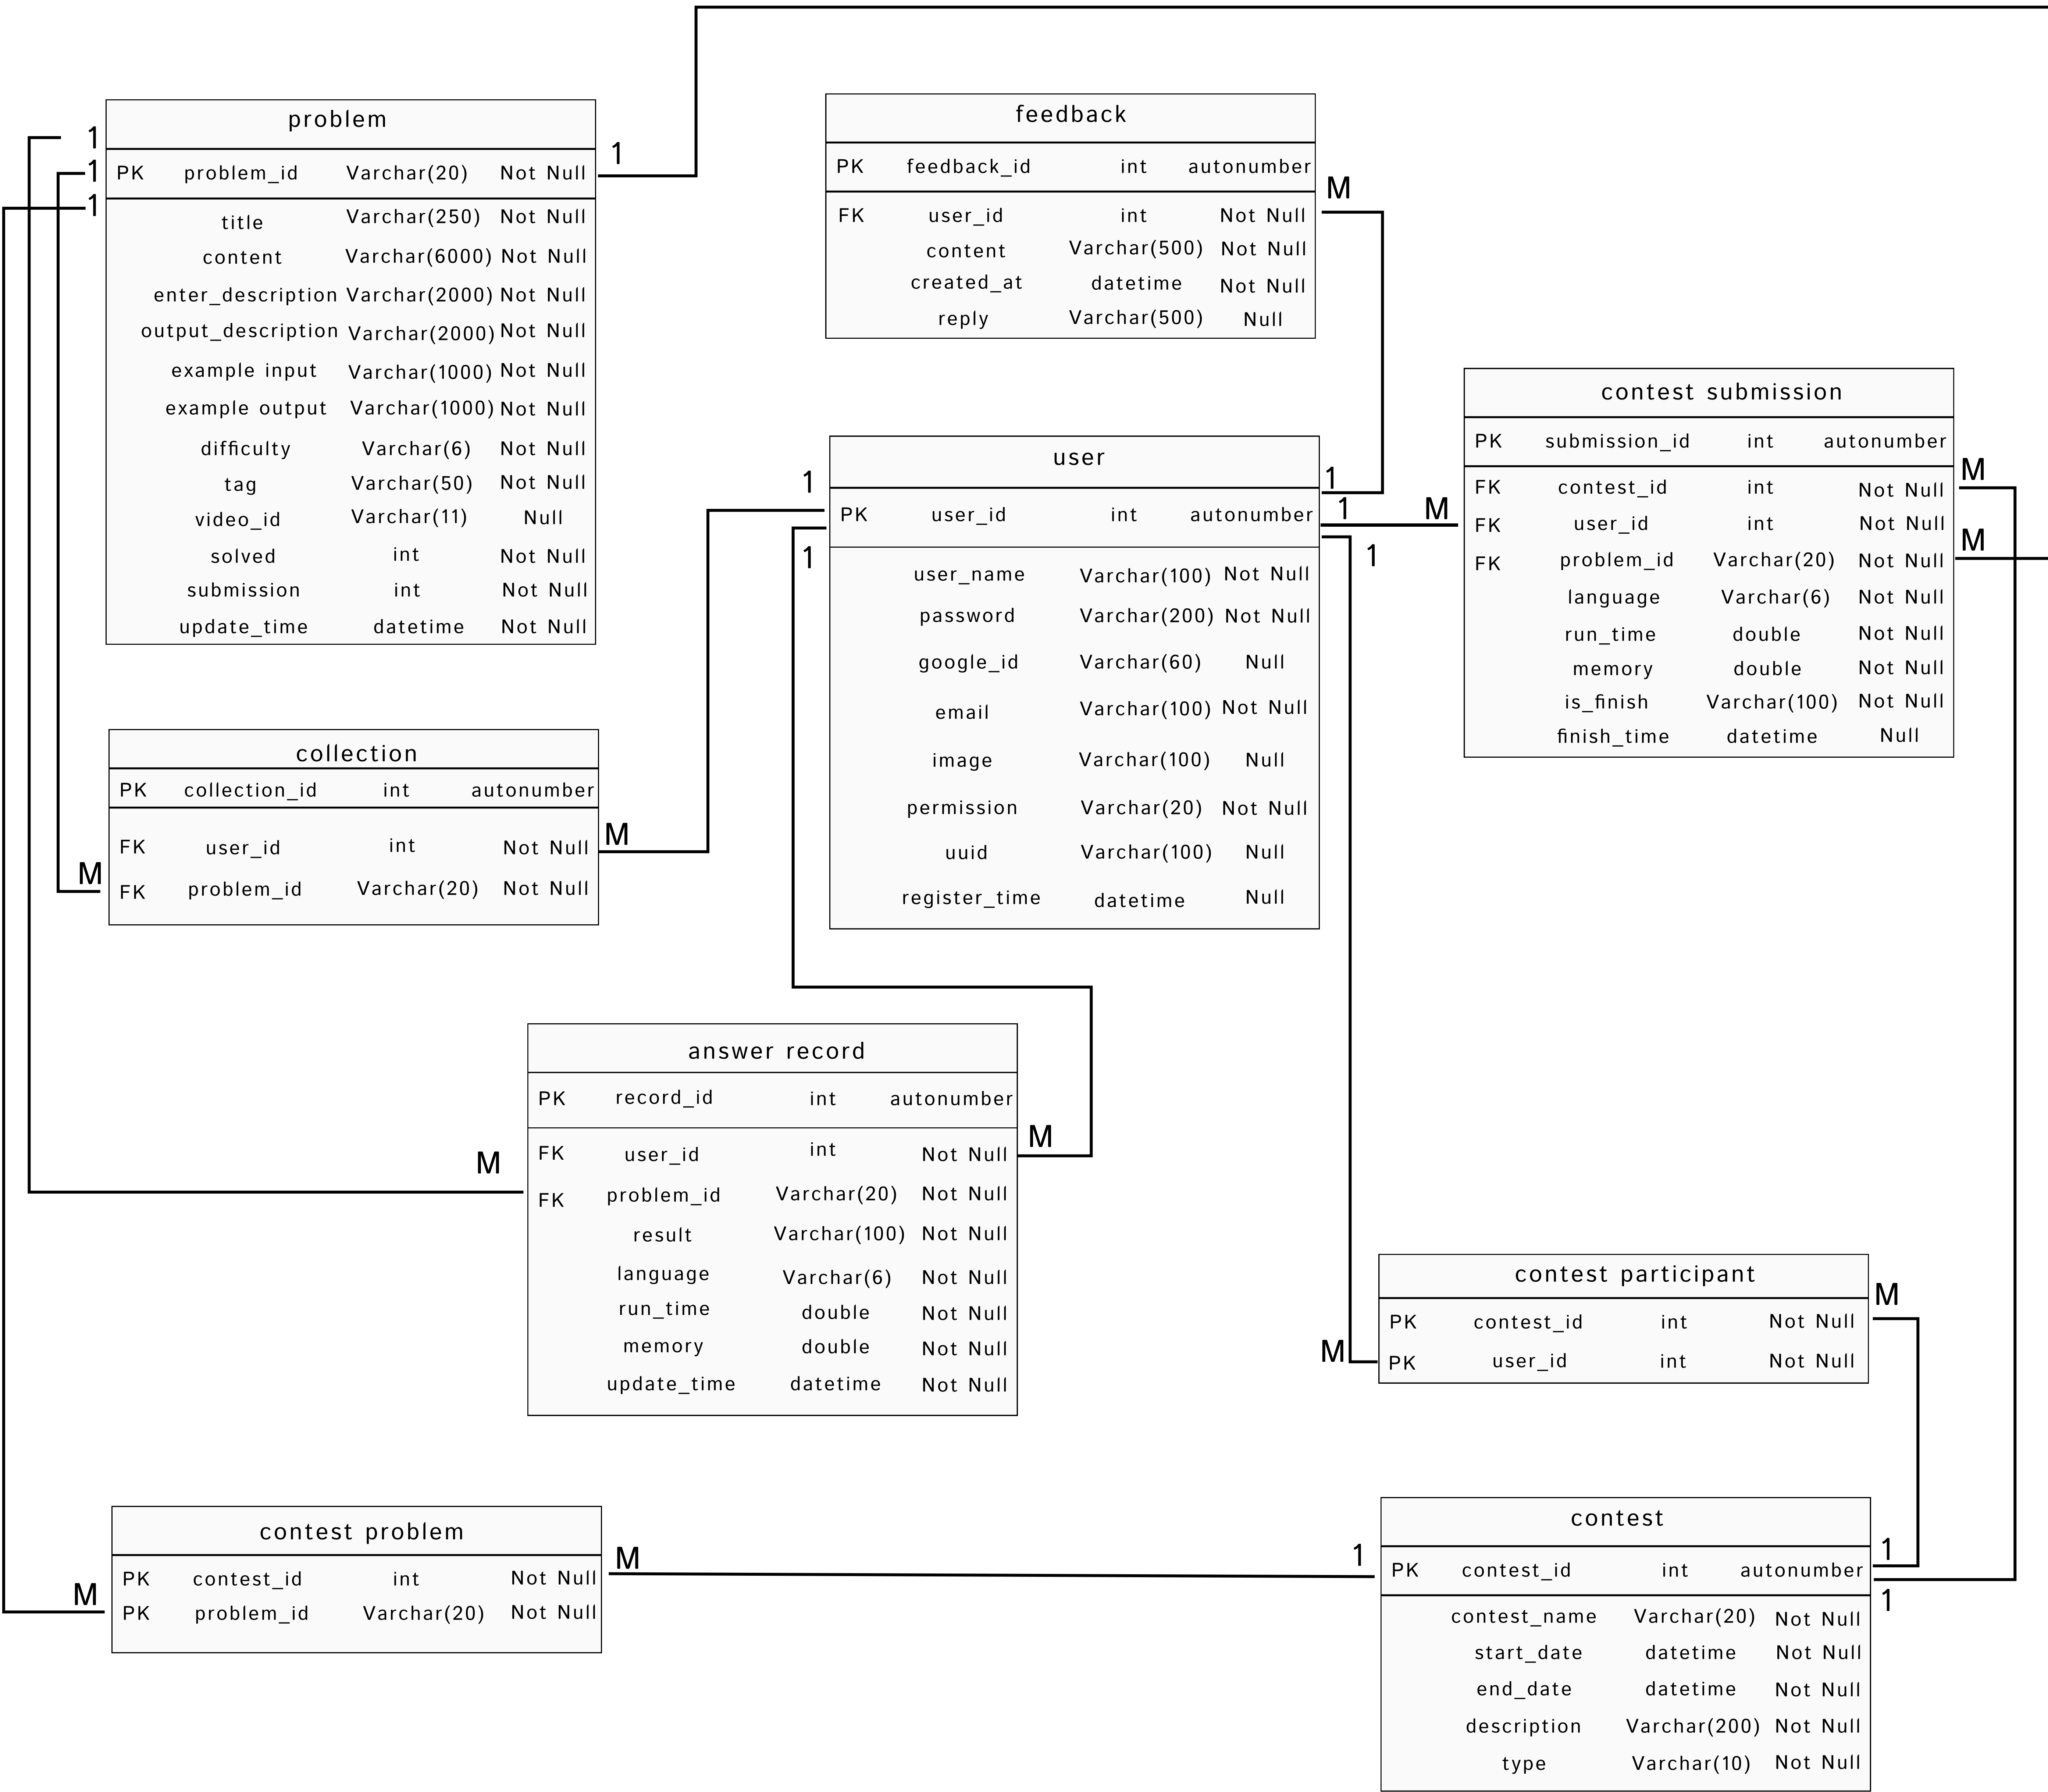 problem
1
1 PK problem_id Varchar(20) Not Null 1
1
title Varchar(250) Not Null
content Varchar(6000) Not Null
enter_description Varchar(2000) Not Null
output_description Varchar(2000) Not Null
example input Varchar(1000) Not Null
example output Varchar(1000) Not Null
difficulty Varchar(6) Not Null
tag Varchar(50) Not Null
video_id Varchar(11) Null
solved int Not Null
submission int Not Null
update_time datetime Not Null
feedback
PK feedback_id int autonumber
M
FK user_id int Not Null
content Varchar(500) Not Null
created_at datetime Not Null
reply Varchar(500) Null
contest submission
PK submission_id int autonumber
M
FK contest_id int Not Null
FK user_id int Not Null
M
FK problem_id Varchar(20) Not Null
language Varchar(6) Not Null
run_time double Not Null
memory double Not Null
is_finish Varchar(100) Not Null
finish_time datetime Null
user
1 1
PK user_id int autonumber 1 M
1 1
user_name Varchar(100) Not Null
password Varchar(200) Not Null
google_id Varchar(60) Null
email Varchar(100) Not Null
image Varchar(100) Null
permission Varchar(20) Not Null
uuid Varchar(100) Null
register_time datetime Null
collection
PK collection_id int autonumber
M
FK user_id int Not Null
M
FK problem_id Varchar(20) Not Null
answer record
PK record_id int autonumber
M
FK user_id int Not Null
M
FK problem_id Varchar(20) Not Null
result Varchar(100) Not Null
language Varchar(6) Not Null
run_time double Not Null
memory double Not Null
update_time datetime Not Null
contest participant
M
PK contest_id int Not Null
M PK user_id int Not Null
contest problem
M
PK contest_id int Not Null
M PK problem_id Varchar(20) Not Null
contest
1 1
PK contest_id int autonumber
1
contest_name Varchar(20) Not Null
start_date datetime Not Null
end_date datetime Not Null
description Varchar(200) Not Null
type Varchar(10) Not Null